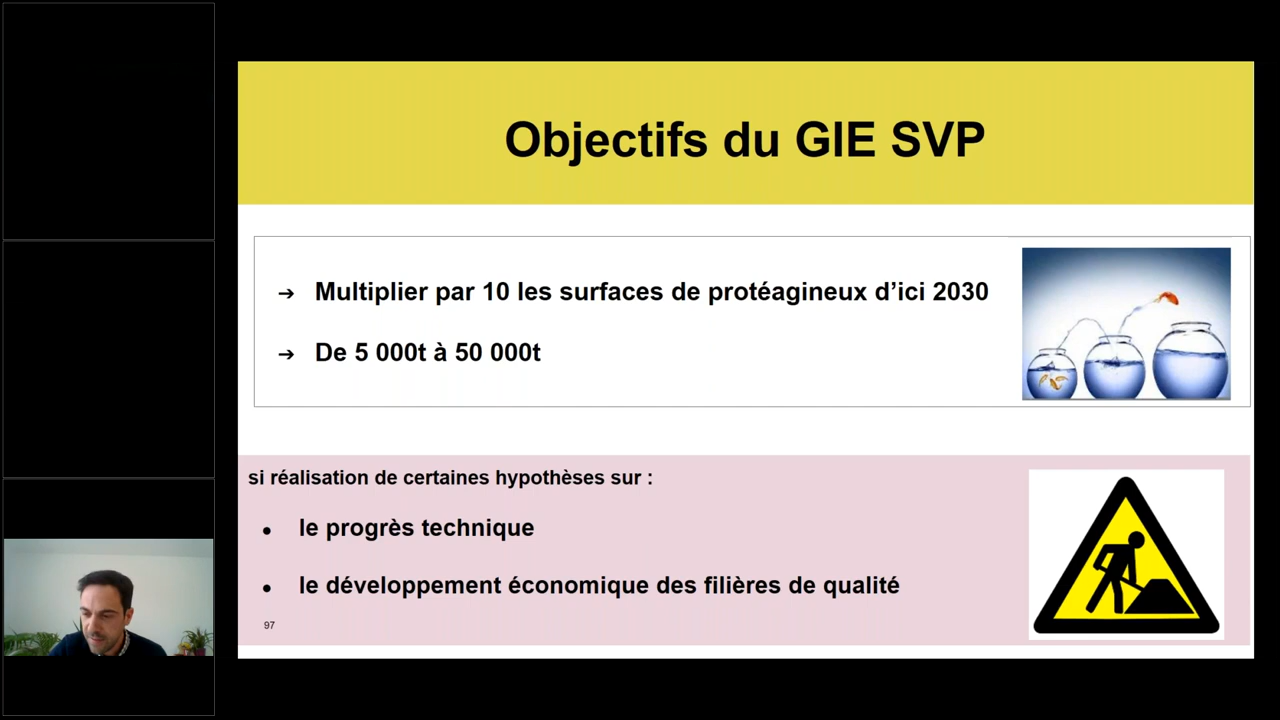 Objectifs du GIE SVP
➔ Multiplier par 10 les surfaces de protéagineux d’ici 2030
➔ De 5 000t à 50 000t
si réalisation de certaines hypothèses sur :
● le progrès technique
● le développement économique des filières de qualité
97